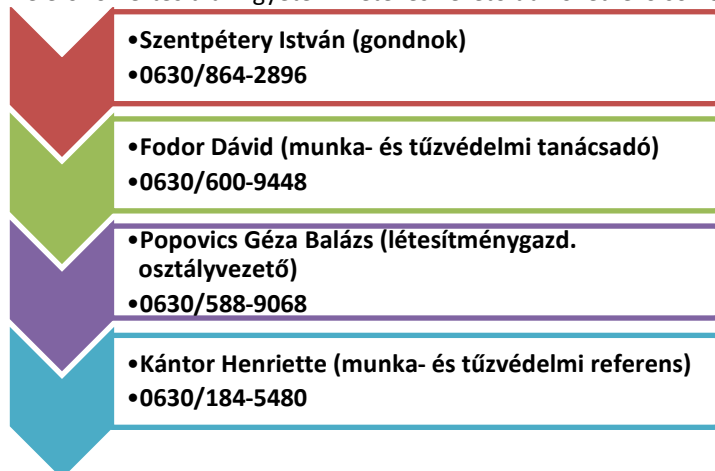 •Szentpétery István (gondnok)
•0630/864-2896
•Fodor Dávid (munka- és tűzvédelmi tanácsadó)
•0630/600-9448
•Popovics Géza Balázs (létesítménygazd.
osztályvezető)
•0630/588-9068
•Kántor Henriette (munka- és tűzvédelmi referens)
•0630/184-5480